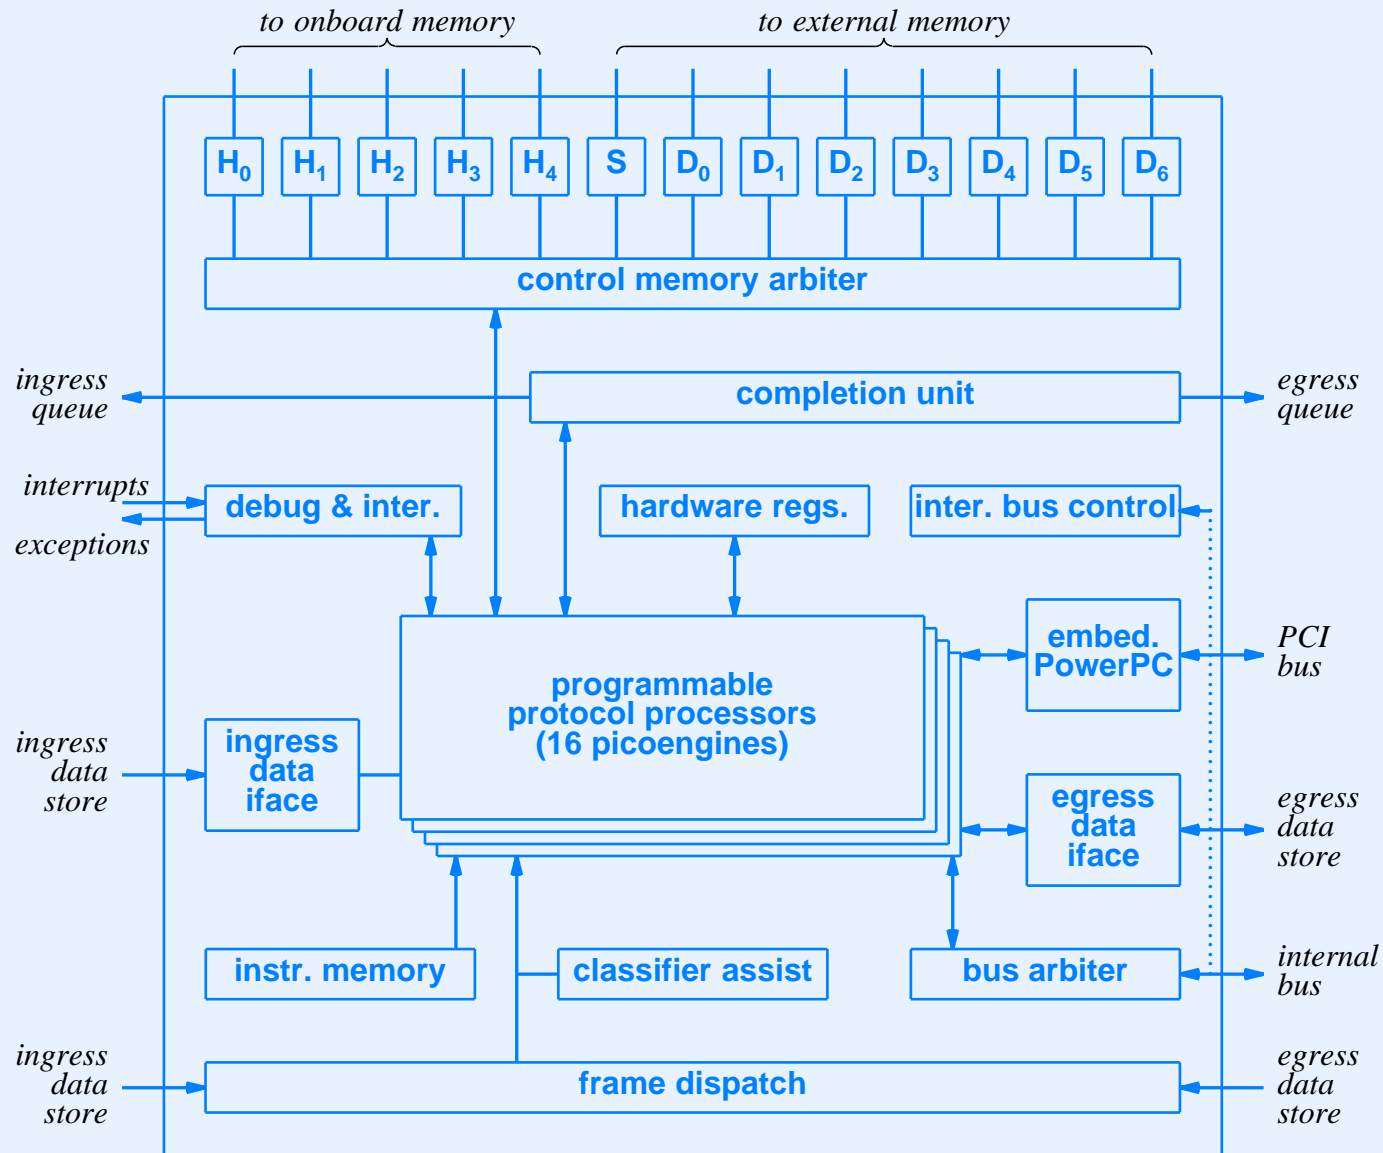 to onboard memory
to external memory
H0 H1 H2 H3 H4 S D0 D1 D2 D3 D4 D5 D6
control memory arbiter
ingress
queue
completion unit
egress
queue
interrupts
exceptions
debug & inter.
hardware regs.
inter. bus control
programmable
protocol processors
(16 picoengines)
embed.
PowerPC
PCI
bus
ingress
data
store
ingress
data
iface
egress
data
iface
egress
data
store
instr. memory
classifier assist
bus arbiter
internal
bus
ingress
data
store
frame dispatch
egress
data
store